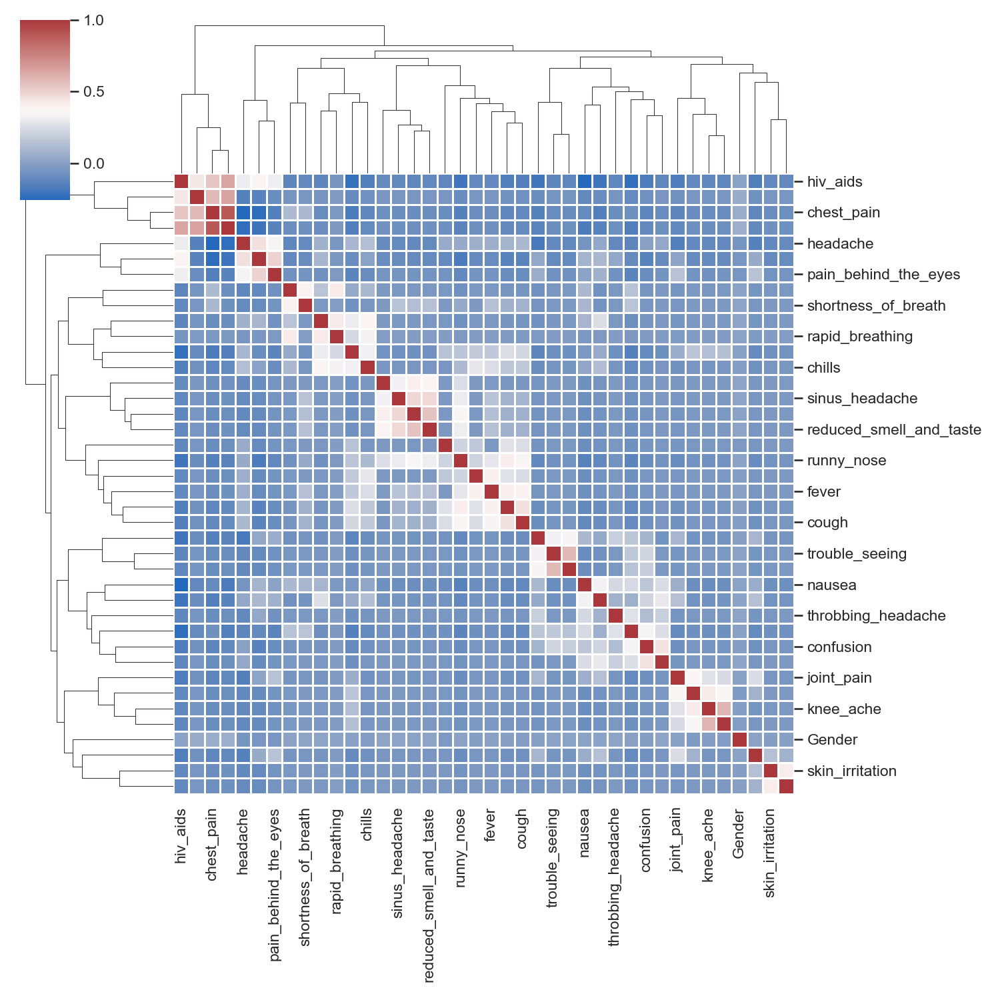 1.0
0.5
0.0
hiv_aids
chest_pain
headache
pain_behind_the_eyes
shortness_of_breath
rapid_breathing
chills
sinus_headache
reduced_smell_and_taste
runny_nose
fever
cough
trouble_seeing
nausea
throbbing_headache
confusion
joint_pain
knee_ache
Gender
skin_irritation
hiv_aids
chest_pain
headache
pain_behind_the_eyes
shortness_of_breath
rapid_breathing
chills
sinus_headache
reduced_smell_and_taste
runny_nose
fever
cough
trouble_seeing
nausea
throbbing_headache
confusion
joint_pain
knee_ache
Gender
skin_irritation